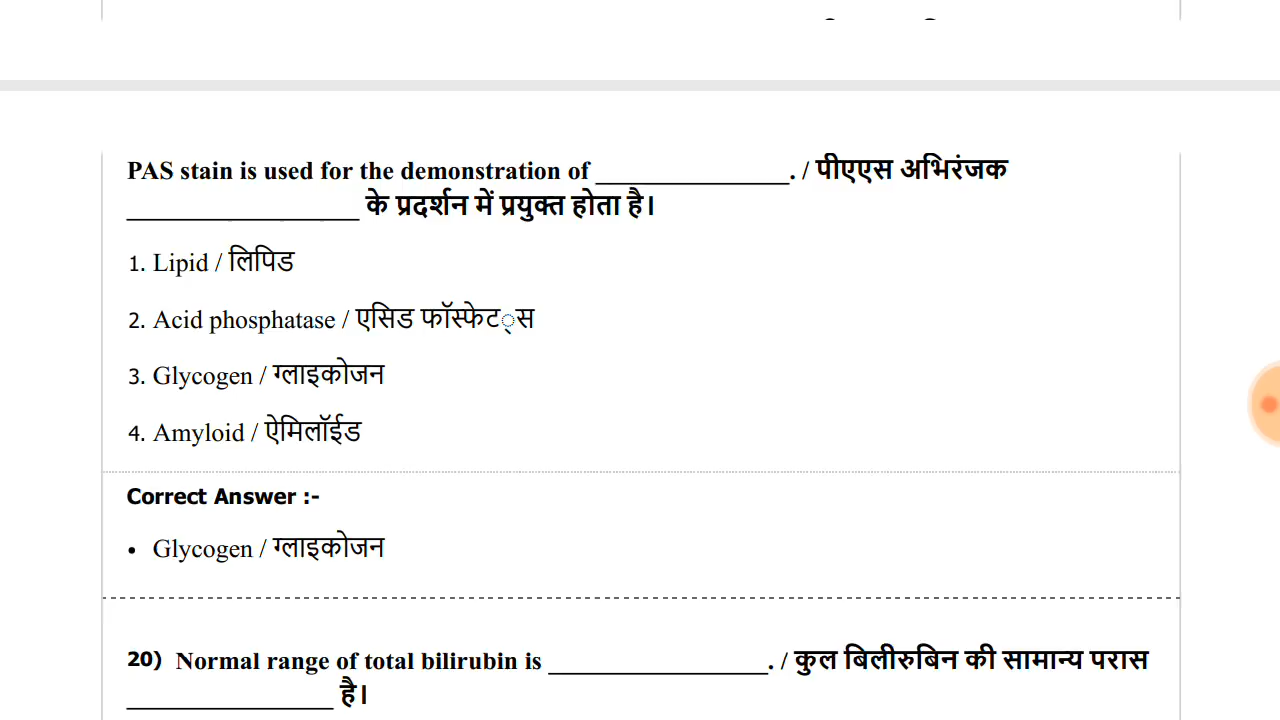 PAS stain is used for the demonstration of _______________. / पीएएस अभिरंजक
__________________ के प्रदर्शन में प्रयुक्त होता है।
1. Lipid / लिपिड
2. Acid phosphatase / एसिड फॉस्फेट्स
3. Glycogen / ग्लाइकोजन
4. Amyloid / ऐमिलॉईड
Correct Answer :-
• Glycogen / ग्लाइकोजन
20) Normal range of total bilirubin is _________________. / कुल बिलीरुबिन की सामान्य परास
________________ है।